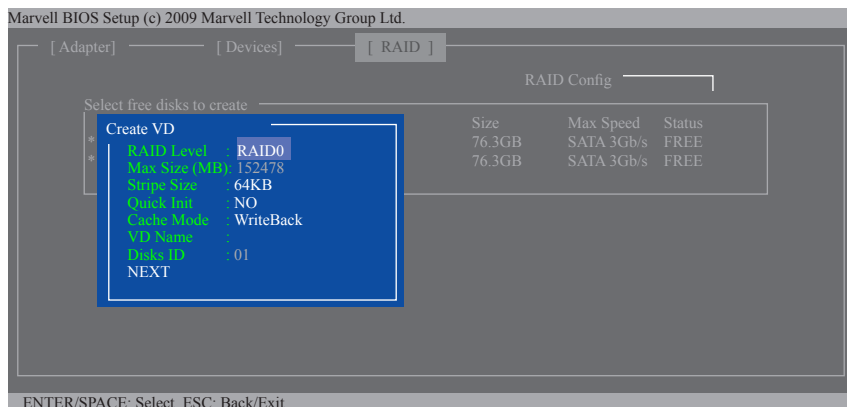 Marvell BIOS Setup (c) 2009 Marvell Technology Group Ltd.
[ Adapter] [ Devices] [ RAID ]
RAID Config
Select free disks to create
Size Max Speed Status
* 76.3GB SATA 3Gb/s FREE
* 76.3GB SATA 3Gb/s FREE
Create VD
RAID Level : RAID0
Max Size (MB): 152478
Stripe Size : 64KB
Quick Init : NO
Cache Mode : WriteBack
VD Name :
Disks ID : 01
NEXT
ENTER/SPACE: Select ESC: Back/Exit